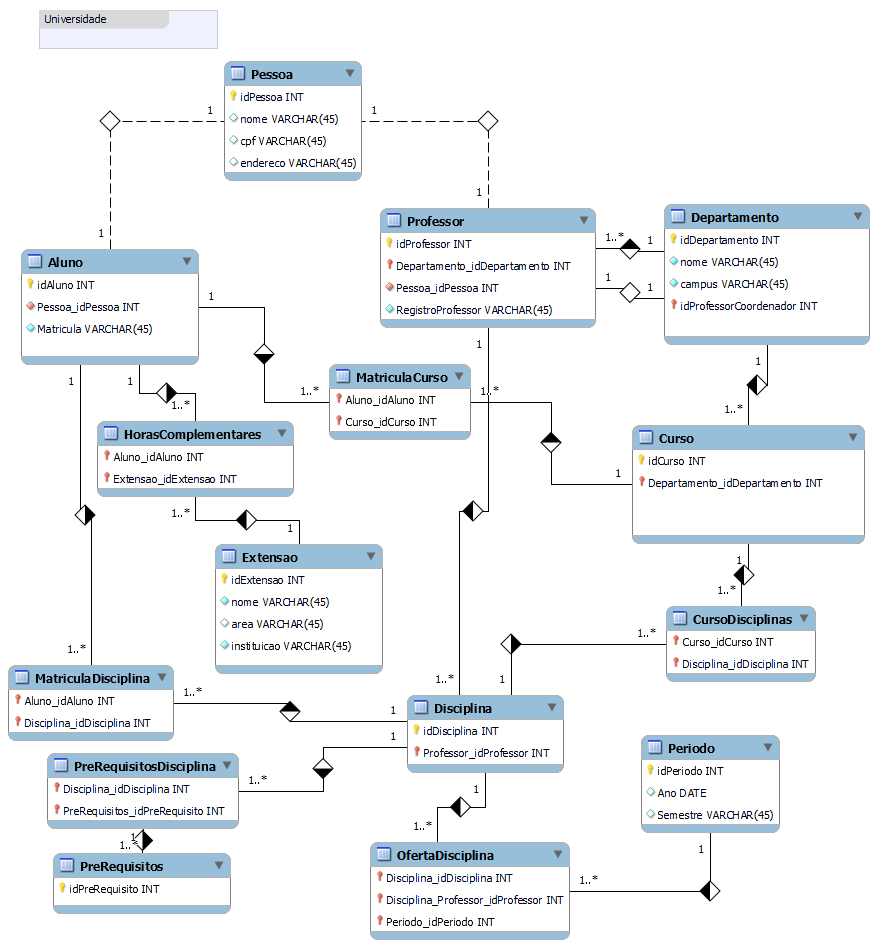 Universidade
Pessoa
idPessoa INT
nome VARCHAR(45)
cpf VARCHAR(45)
endereco VARCHAR(45)
1
1
1
1
Professor
idProfessor INT
Departamento_idDepartamento INT
Pessoa_idPessoa INT
RegistroProfessor VARCHAR(45)
1..*
1
1
1
Departamento
idDepartamento INT
nome VARCHAR(45)
campus VARCHAR(45)
idProfessorCoordenador INT
Aluno
idAluno INT
Pessoa_idPessoa INT
Matricula VARCHAR(45)
1
1..*
1
1..*
1
1..*
1
1..*
MatriculaCurso
Aluno_idAluno INT
Curso_idCurso INT
1..*
1
1
1..*
Curso
idCurso INT
Departamento_idDepartamento INT
HorasComplementares
Aluno_idAluno INT
Extensao_idExtensao INT
1..*
1
Extensao
idExtensao INT
nome VARCHAR(45)
area VARCHAR(45)
instituicao VARCHAR(45)
1
1..*
CursoDisciplinas
Curso_idCurso INT
Disciplina_idDisciplina INT
1..*
1
MatriculaDisciplina
Aluno_idAluno INT
Disciplina_idDisciplina INT
1..*
1
Disciplina
idDisciplina INT
Professor_idProfessor INT
1
1..*
PreRequisitosDisciplina
Disciplina_idDisciplina INT
PreRequisitos_idPreRequisito INT
1
1..*
PreRequisitos
idPreRequisito INT
1
1..*
Periodo
idPeriodo INT
Ano DATE
Semestre VARCHAR(45)
1
1..*
OfertaDisciplina
Disciplina_idDisciplina INT
Disciplina_Professor_idProfessor INT
Periodo_idPeriodo INT